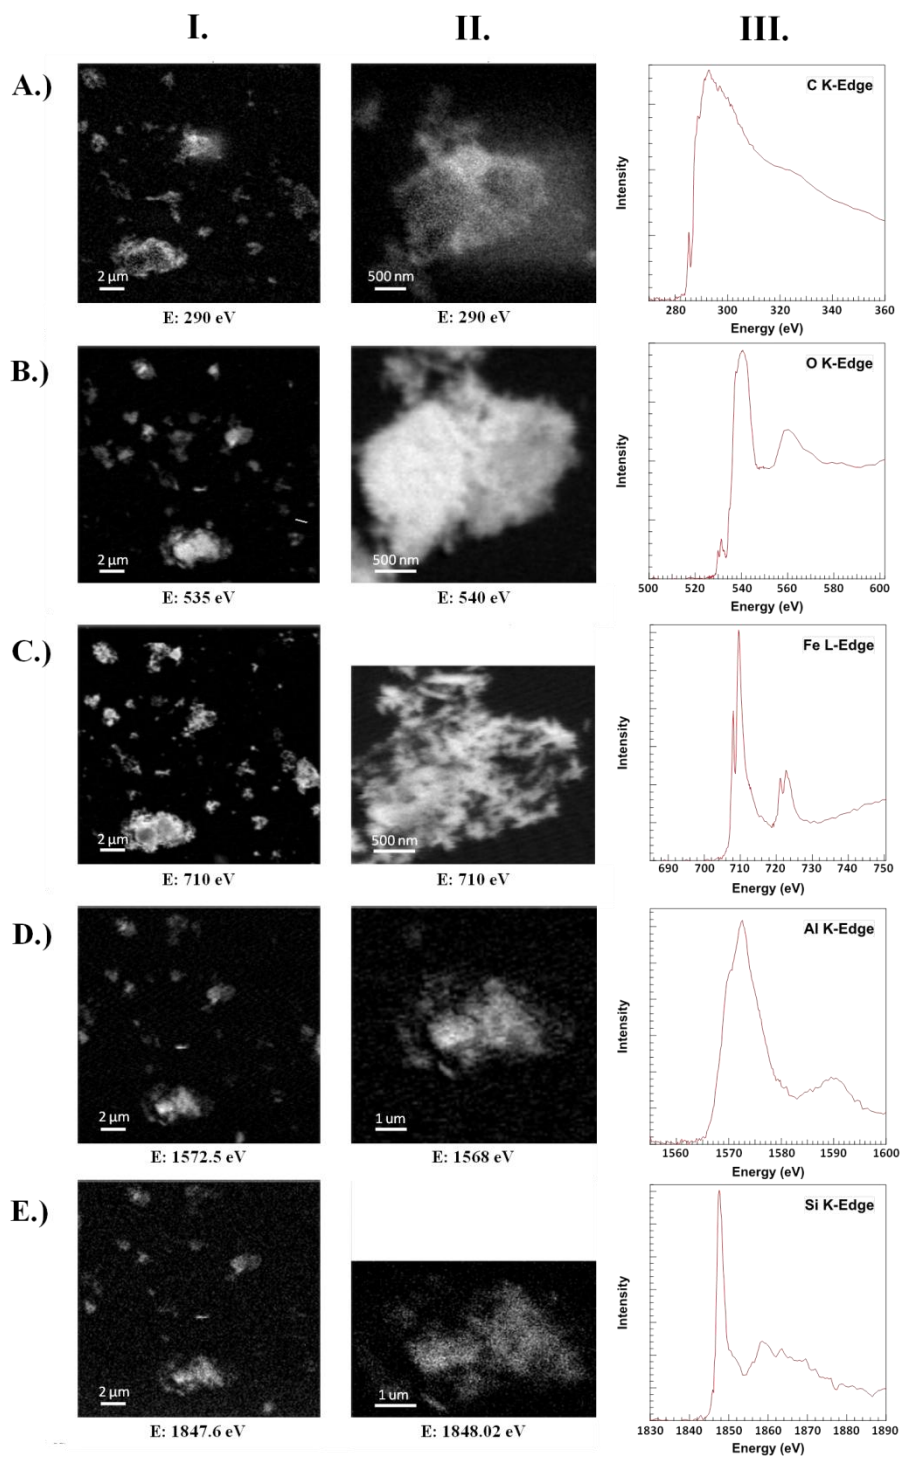 I. II. III.
A.)
2 μm
E: 290 eV
500 nm
E: 290 eV
C K-Edge
Intensity
280 300 320 340 360
Energy (eV)
B.)
2 μm
E: 535 eV
500 nm
E: 540 eV
O K-Edge
Intensity
500 520 540 560 580 600
Energy (eV)
C.)
2 μm
E: 710 eV
500 nm
E: 710 eV
Fe L-Edge
Intensity
690 700 710 720 730 740 750
Energy (eV)
D.)
2 μm
E: 1572.5 eV
1 um
E: 1568 eV
Al K-Edge
Intensity
1560 1570 1580 1590 1600
Energy (eV)
E.)
2 μm
E: 1847.6 eV
1 um
E: 1848.02 eV
Si K-Edge
Intensity
1830 1840 1850 1860 1870 1880 1890
Energy (eV)